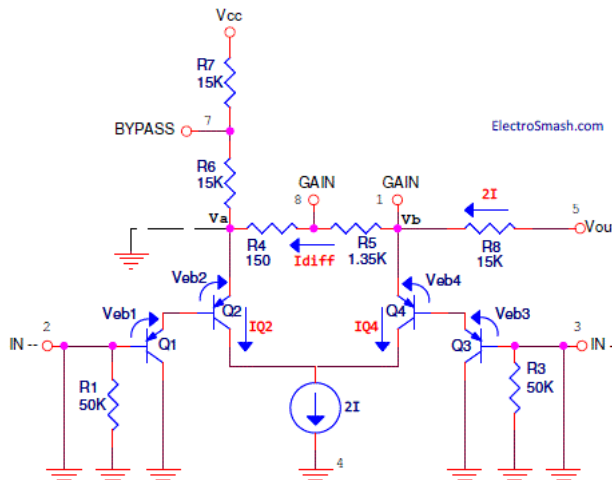 Vcc
R7
15K
BYPASS
7
ElectroSmash.com
R6
15K
GAIN
GAIN
8
1
2I
5
Va
Vb
Vou
R4
150
Idiff
R5
1.35K
R8
15K
Veb2
Veb4
Veb1
Q2
IQ2
IQ4
Q4
Veb3
2
3
IN --
Q1
Q3
IN -
R1
50K
R3
50K
2I
4